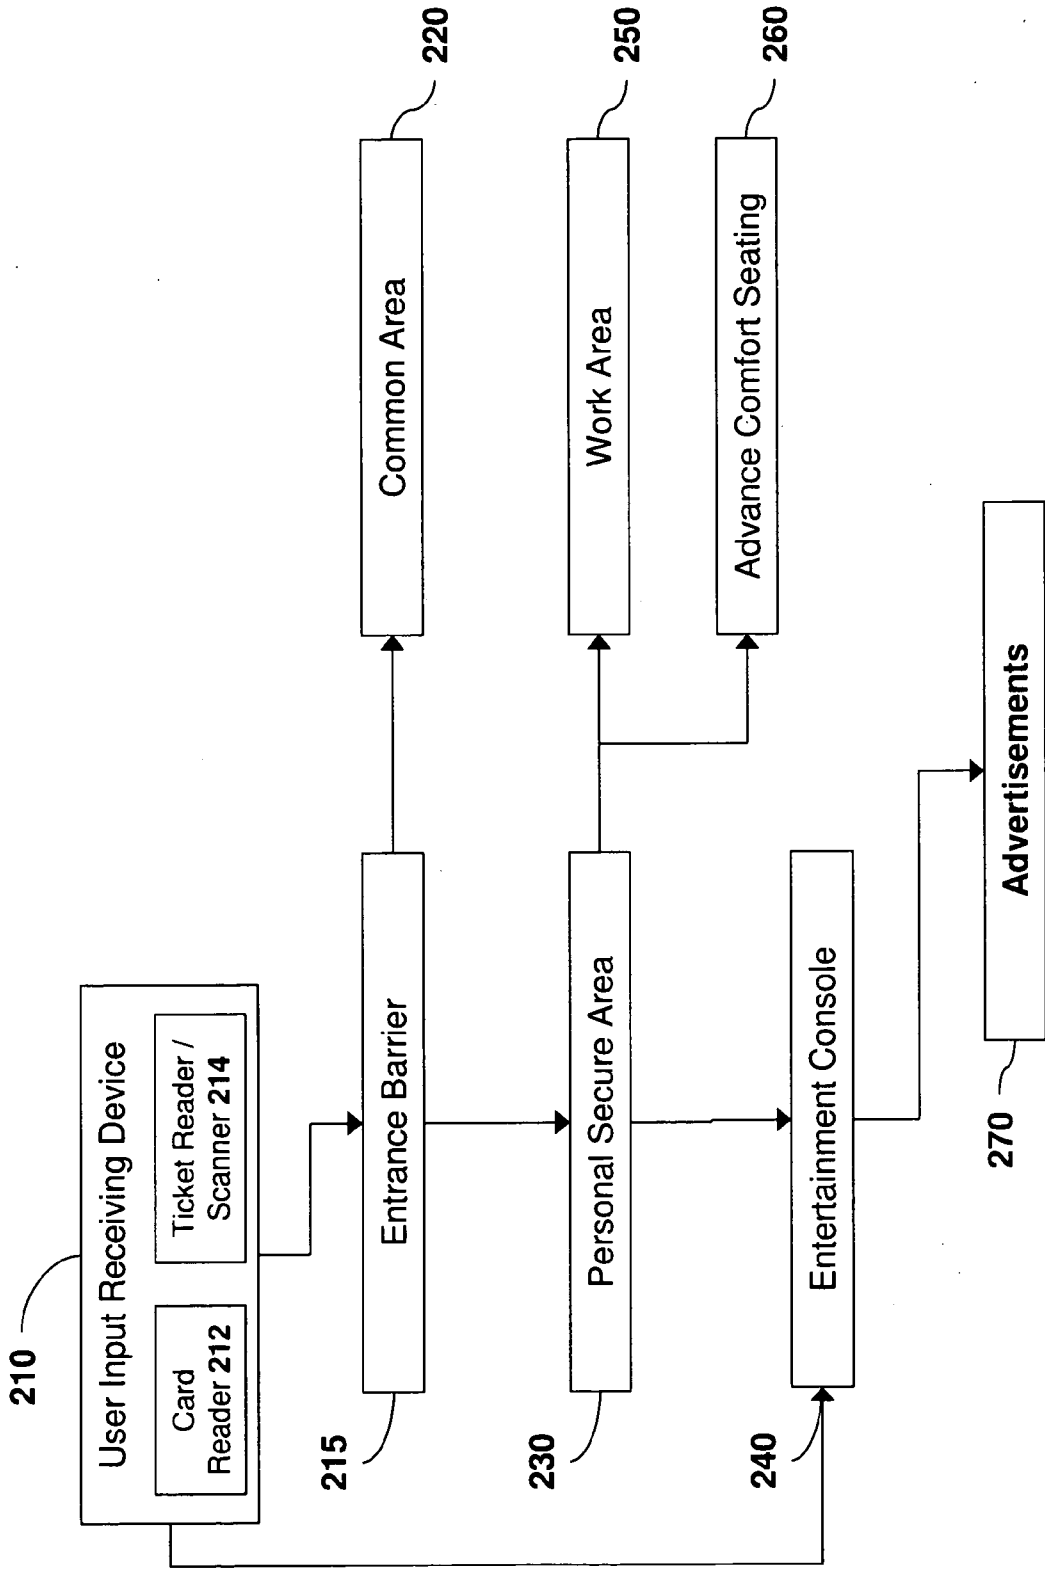 210
User Input Receiving Device
Card
Reader 212
Ticket Reader /
Scanner 214
215
Entrance Barrier
Common Area
220
230
Personal Secure Area
Work Area
250
Advance Comfort Seating
260
240
Entertainment Console
270
Advertisements